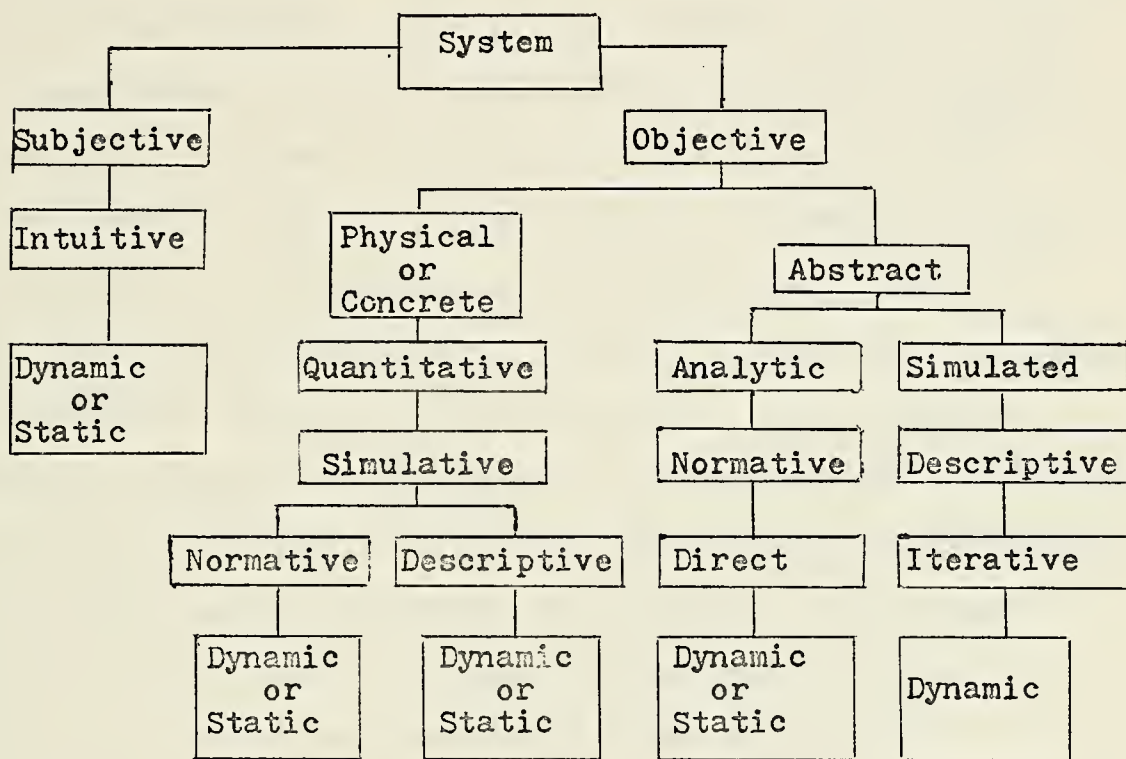 System
Subjective
Objective
Intuitive
Physical
or
Concrete
Abstract
Dynamic
or
Static
Quantitative
Analytic
Simulated
Simulative
Normative
Descriptive
Normative
Descriptive
Direct
Iterative
Dynamic
or
Static
Dynamic
or
Static
Dynamic
or
Static
Dynamic